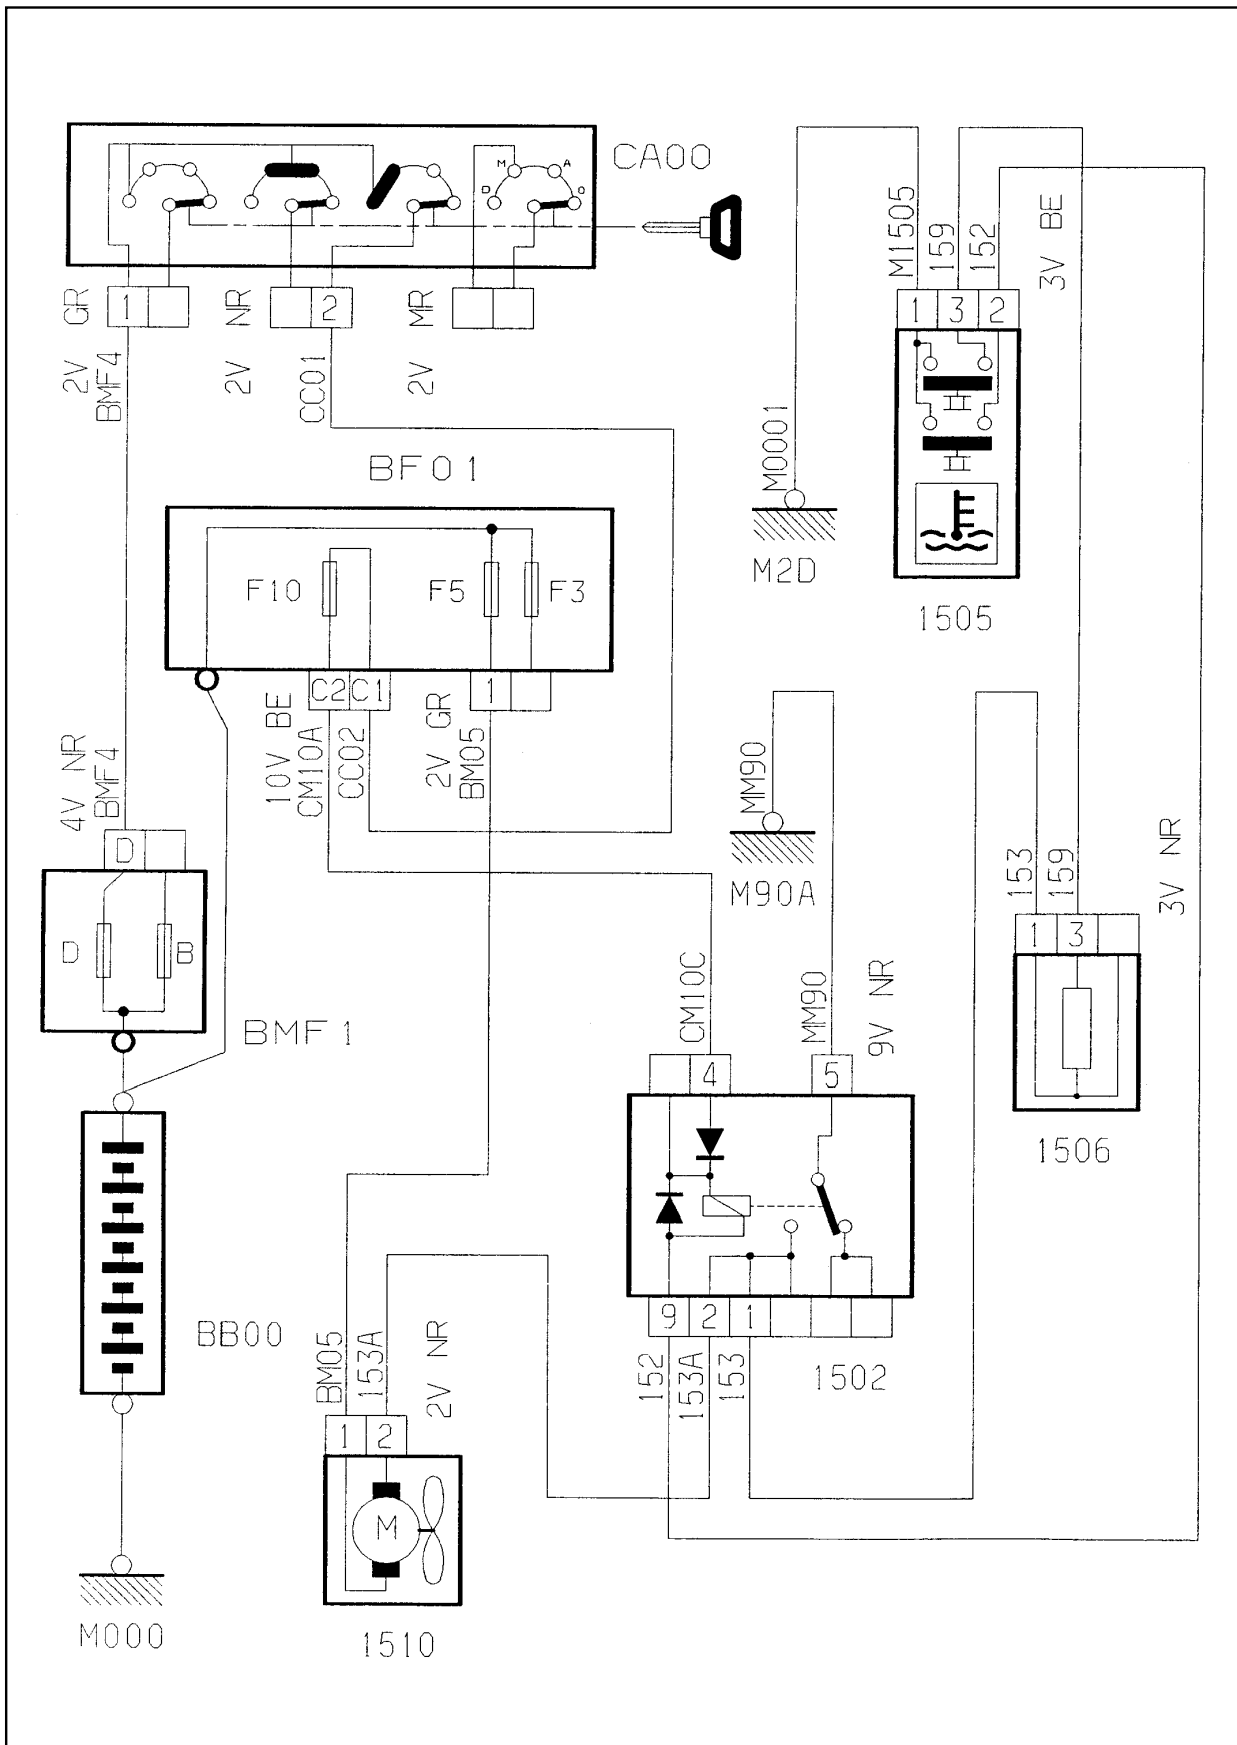 CA00
M
A
D
O
1
2
GR
2V
BMF4
NR
2V
CC01
MR
2V
M1505
159
152
3V BE
1 3 2
M0001
M2D
1505
BF01
F10
F5
F3
C2 C1
1
10V BE
CM10A
CC02
2V GR
BM05
4V NR
BMF4
D
D
B
BMF1
MM90
M90A
CM10C
MM90
9V NR
4
5
153
159
3V NR
1 3
1506
BB00
M000
BM05
153A
2V NR
1 2
M
1510
9 2 1
152
153A
153
1502